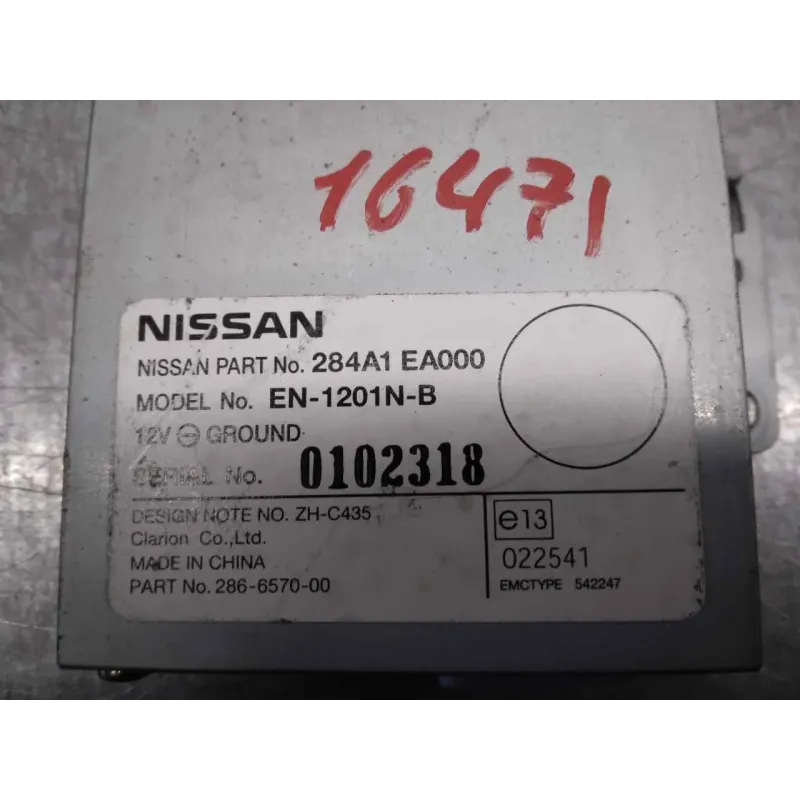 16471
NISSAN
NISSAN PART No. 284A1 EA000
MODEL No. EN-1201N-B
12V ⊖ GROUND
SERIAL No. 0102318
DESIGN NOTE NO. ZH-C435
Clarion Co.,Ltd.
MADE IN CHINA
PART No. 286-6570-00
e13
022541
EMCTYPE 542247